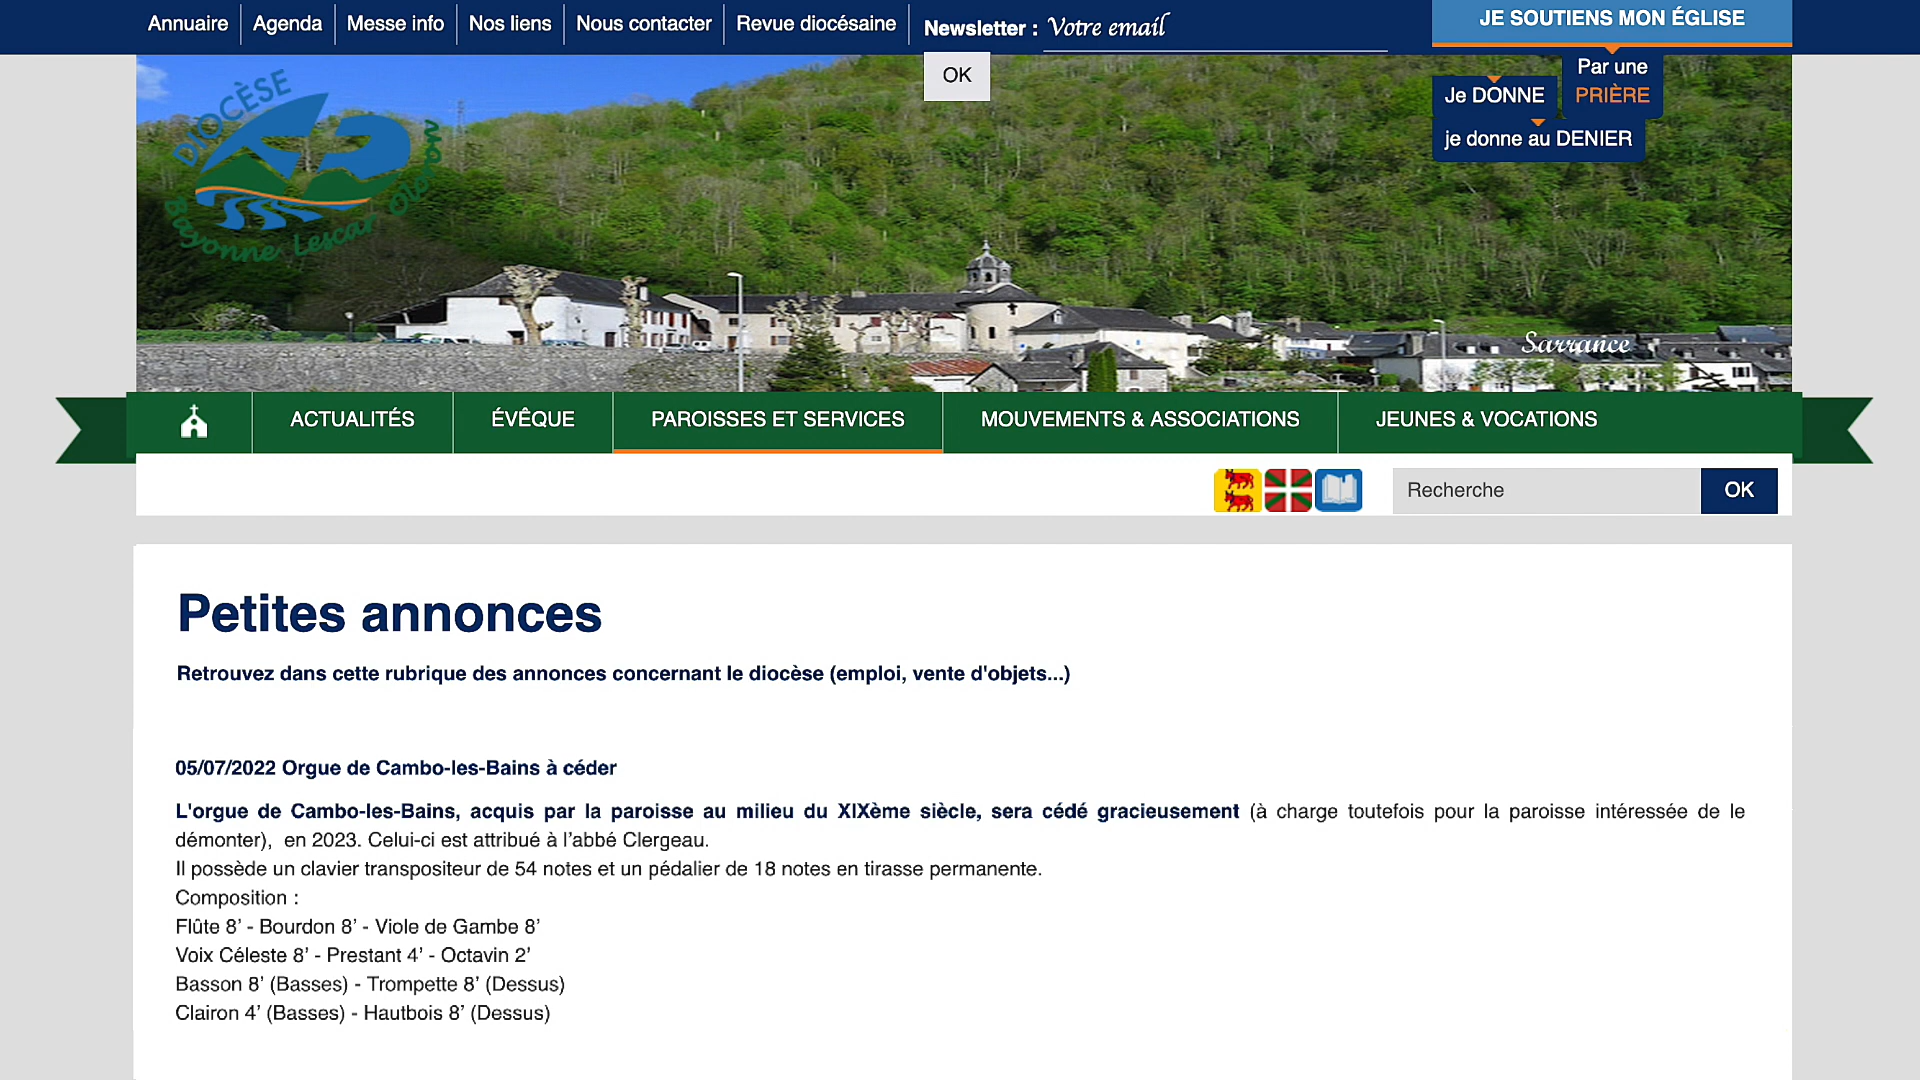 Annuaire
Agenda
Messe info
Nos liens
Nous contacter
Revue diocésaine
Newsletter : Votre email
OK
JE SOUTIENS MON ÉGLISE
Je DONNE
Par une
PRIÈRE
je donne au DENIER
DIOCÈSE
Bayonne Lescar Oloron
Sarrance
ACTUALITÉS
ÉVÊQUE
PAROISSES ET SERVICES
MOUVEMENTS & ASSOCIATIONS
JEUNES & VOCATIONS
Recherche
OK
Petites annonces
Retrouvez dans cette rubrique des annonces concernant le diocèse (emploi, vente d'objets...)
05/07/2022 Orgue de Cambo-les-Bains à céder
L'orgue de Cambo-les-Bains, acquis par la paroisse au milieu du XIXème siècle, sera cédé gracieusement (à charge toutefois pour la paroisse intéressée de le
démonter), en 2023. Celui-ci est attribué à l’abbé Clergeau.
Il possède un clavier transpositeur de 54 notes et un pédalier de 18 notes en tirasse permanente.
Composition :
Flûte 8’ - Bourdon 8’ - Viole de Gambe 8’
Voix Céleste 8’ - Prestant 4’ - Octavin 2’
Basson 8’ (Basses) - Trompette 8’ (Dessus)
Clairon 4’ (Basses) - Hautbois 8’ (Dessus)